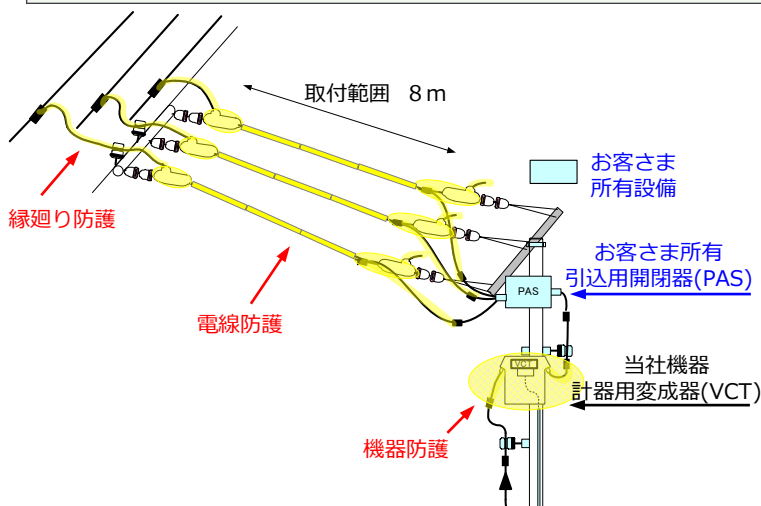 取付範囲 8m
お客さま
所有設備
縁廻り防護
お客さま所有
引込用開閉器(PAS)
PAS
電線防護
当社機器
計器用変成器(VCT)
VCT
機器防護